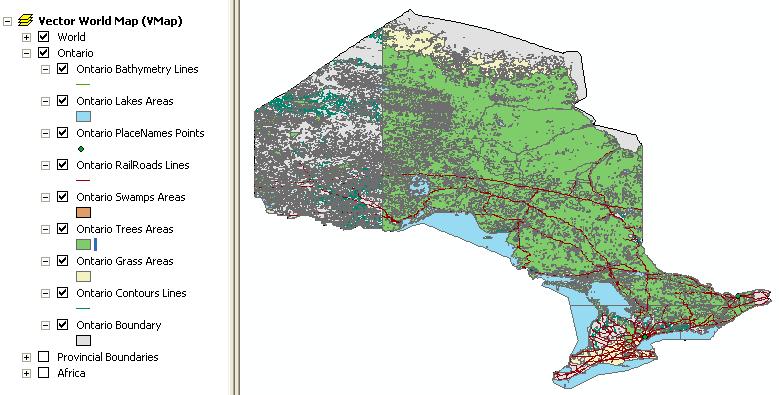 Vector World Map (VMap)
World
Ontario
Ontario Bathymetry Lines
Ontario Lakes Areas
Ontario PlaceNames Points
Ontario RailRoads Lines
Ontario Swamps Areas
Ontario Trees Areas
Ontario Grass Areas
Ontario Contours Lines
Ontario Boundary
Provincial Boundaries
Africa